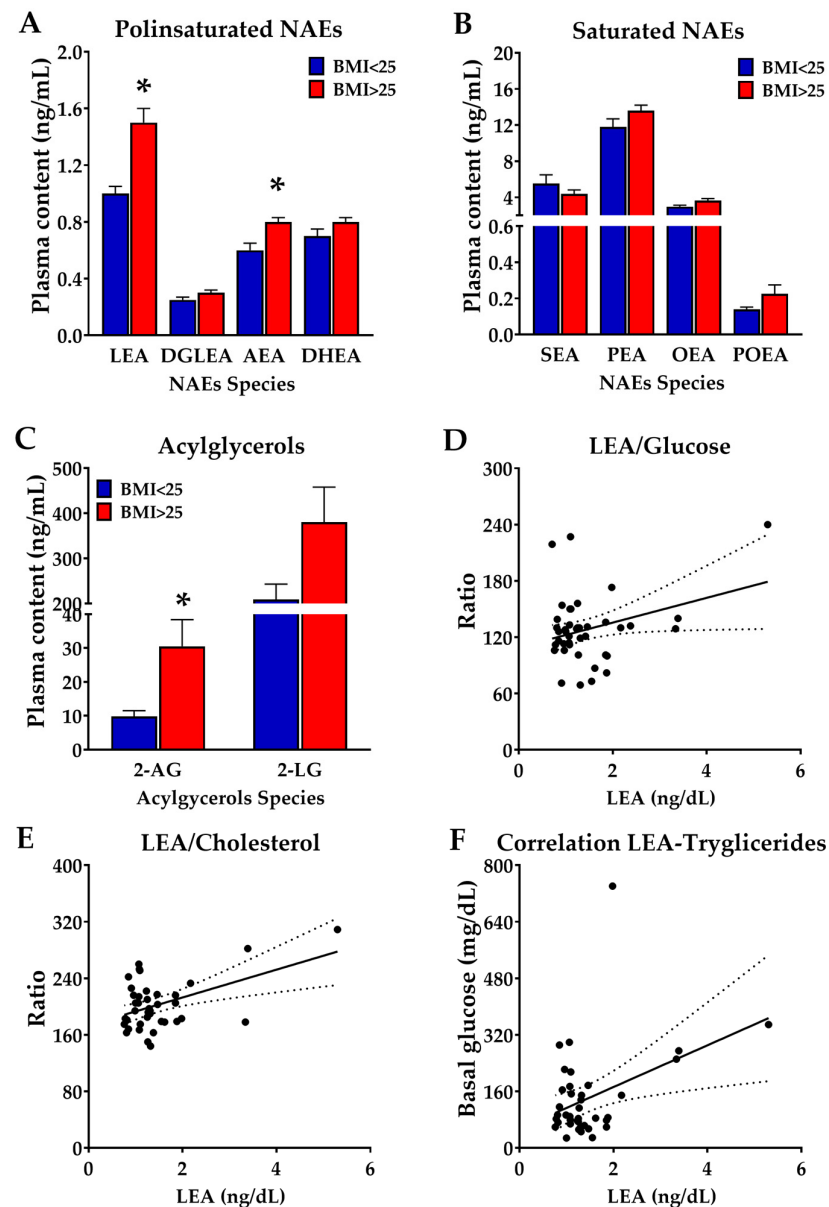 A
Polinsaturated NAEs
Plasma content (ng/mL)
2.0
1.6
1.2
0.8
0.4
0.0
BMI<25
BMI>25
*
*
LEA DGLEA AEA DHEA
NAEs Species
B
Saturated NAEs
Plasma content (ng/mL)
20
16
12
8
4
0.6
0.4
0.2
0.0
BMI<25
BMI>25
SEA PEA OEA POEA
NAEs Species
C
Acylglycerols
Plasma content (ng/mL)
500
400
300
200
40
30
20
10
0
BMI<25
BMI>25
*
2-AG 2-LG
Acylgycerols Species
D
LEA/Glucose
Ratio
300
240
180
120
60
0
0 2 4 6
LEA (ng/dL)
E
LEA/Cholesterol
Ratio
400
320
240
160
80
0
0 2 4 6
LEA (ng/dL)
F
Correlation LEA-Tryglicerides
Basal glucose (mg/dL)
800
640
480
320
160
0
0 2 4 6
LEA (ng/dL)